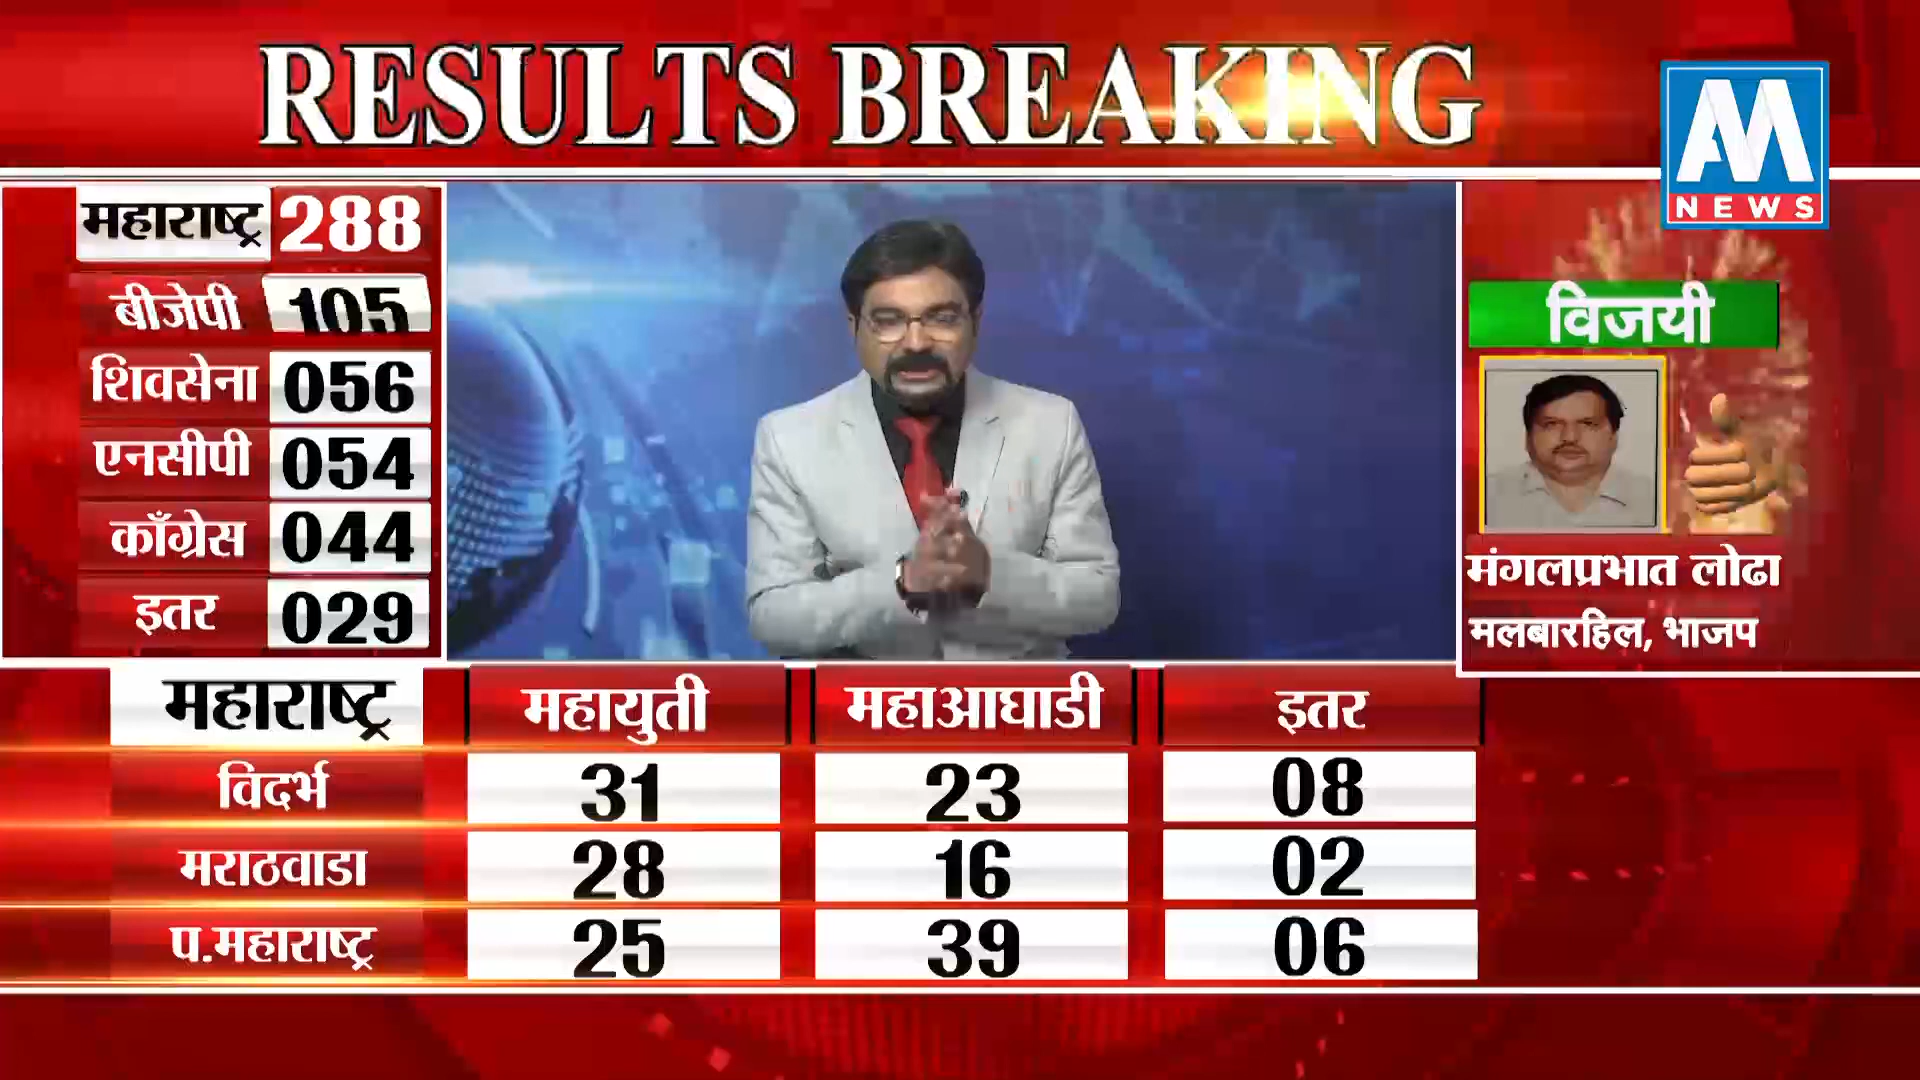 RESULTS BREAKING
AM
NEWS
महाराष्ट्र 288
बीजेपी 105
शिवसेना 056
एनसीपी 054
काँग्रेस 044
इतर 029
विजयी
मंगलप्रभात लोढा
मलबारहिल, भाजप
महाराष्ट्र महायुती महाआघाडी इतर
विदर्भ 31 23 08
मराठवाडा 28 16 02
प.महाराष्ट्र 25 39 06